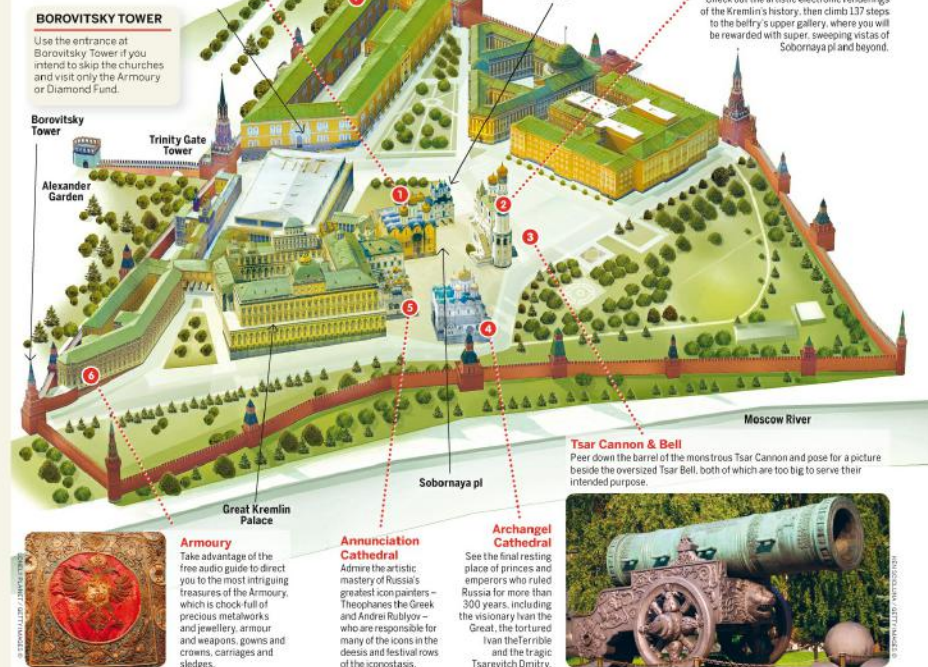 BOROVITSKY TOWER
Use the entrance at
Borovitsky Tower if you
intend to skip the churches
and visit only the Armoury
or Diamond Fund.
of the Kremlin's history, then climb 137 steps
to the belfry's upper gallery, where you will
be rewarded with super, sweeping vistas of
Sobornaya pl and beyond.
Borovitsky
Tower
Trinity Gate
Tower
Alexander
Garden
1
2
3
5
4
6
Moscow River
Tsar Cannon & Bell
Peer down the barrel of the monstrous Tsar Cannon and pose for a picture
beside the oversized Tsar Bell, both of which are too big to serve their
intended purpose.
Sobornaya pl
Great Kremlin
Palace
Armoury
Take advantage of the
free audio guide to direct
you to the most intriguing
treasures of the Armoury,
which is chock-full of
precious metalworks
and jewellery, armour
and weapons, gowns and
crowns, carriages and
sledges.
Annunciation
Cathedral
Admire the artistic
mastery of Russia's
greatest icon painters –
Theophanes the Greek
and Andrei Rublyov –
who are responsible for
many of the icons in the
deesis and festival rows
of the iconostasis.
Archangel
Cathedral
See the final resting
place of princes and
emperors who ruled
Russia for more than
300 years, including
the visionary Ivan the
Great, the tortured
Ivan theTerrible
and the tragic
Tsarevitch Dmitry.